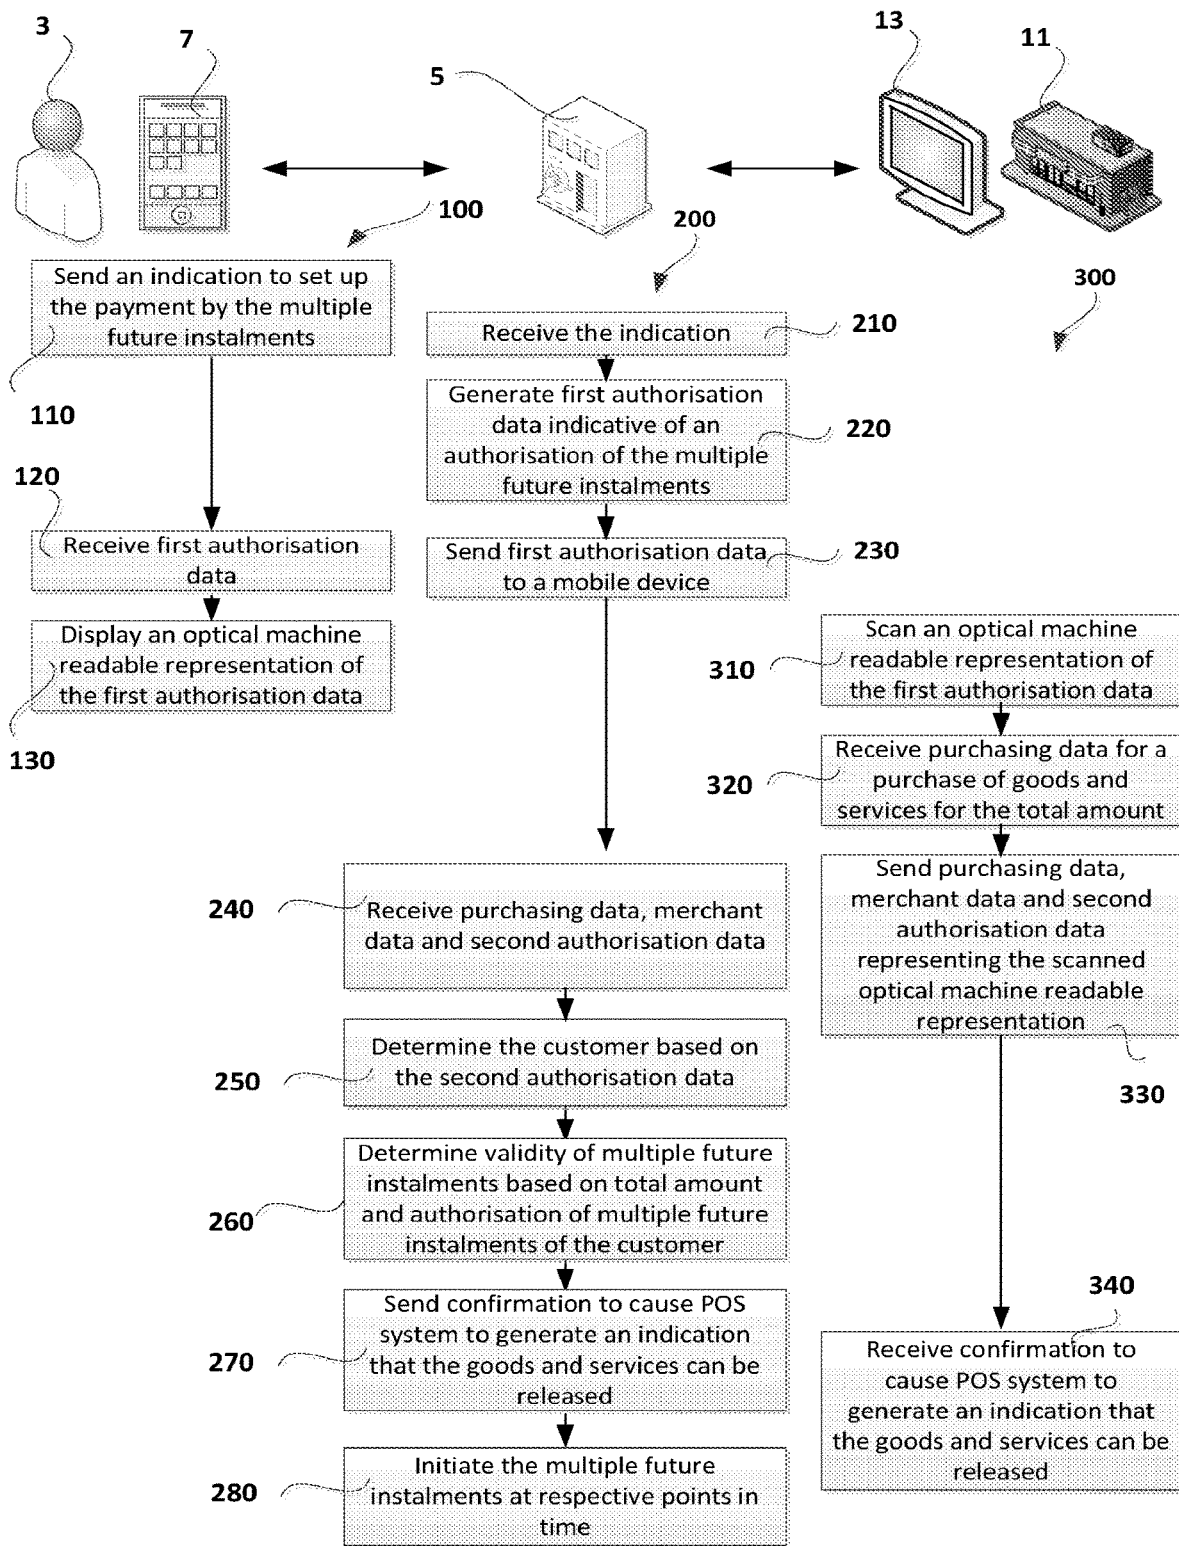 3
7
5
13
11
100
200
300
Send an indication to set up
the payment by the multiple
future instalments
110
120
Receive first authorisation
data
Display an optical machine
readable representation of
the first authorisation data
130
Receive the indication
210
Generate first authorisation
data indicative of an
authorisation of the multiple
future instalments
220
Send first authorisation data
to a mobile device
230
240
Receive purchasing data, merchant
data and second authorisation data
Determine the customer based on
the second authorisation data
250
Determine validity of multiple future
instalments based on total amount
and authorisation of multiple future
instalments of the customer
260
Send confirmation to cause POS
system to generate an indication
that the goods and services can be
released
270
Initiate the multiple future
instalments at respective points in
time
280
Scan an optical machine
readable representation of
the first authorisation data
310
Receive purchasing data for a
purchase of goods and
services for the total amount
320
Send purchasing data,
merchant data and second
authorisation data
representing the scanned
optical machine readable
representation
330
340
Receive confirmation to
cause POS system to
generate an indication that
the goods and services can be
released